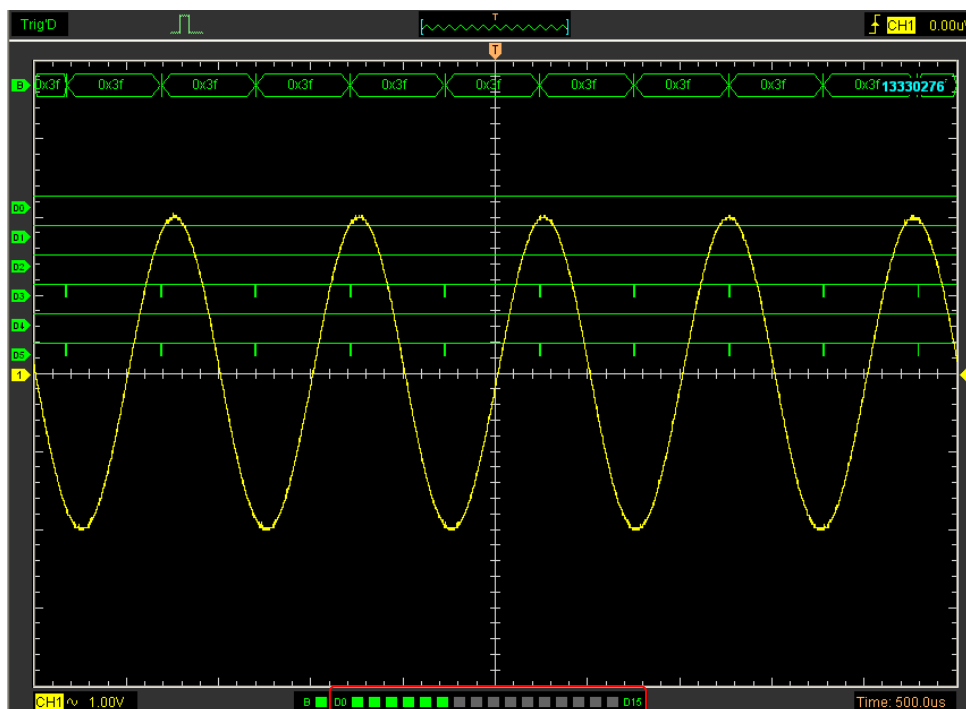 Trig'D T CH1 0.00uV
T
B 0x3f 0x3f 0x3f 0x3f 0x3f 0x3f 0x3f 0x3f 0x3f 0x3f 13330276
D0
D1
D2
D3
D4
D5
1
CH1 ∿ 1.00V B D0 D15 Time: 500.0us